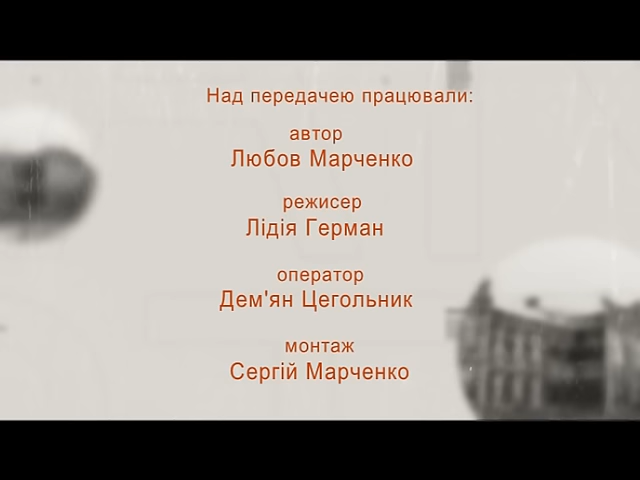 Над передачею працювали:
автор
Любов Марченко
режисер
Лідія Герман
оператор
Дем'ян Цегольник
монтаж
Сергій Марченко